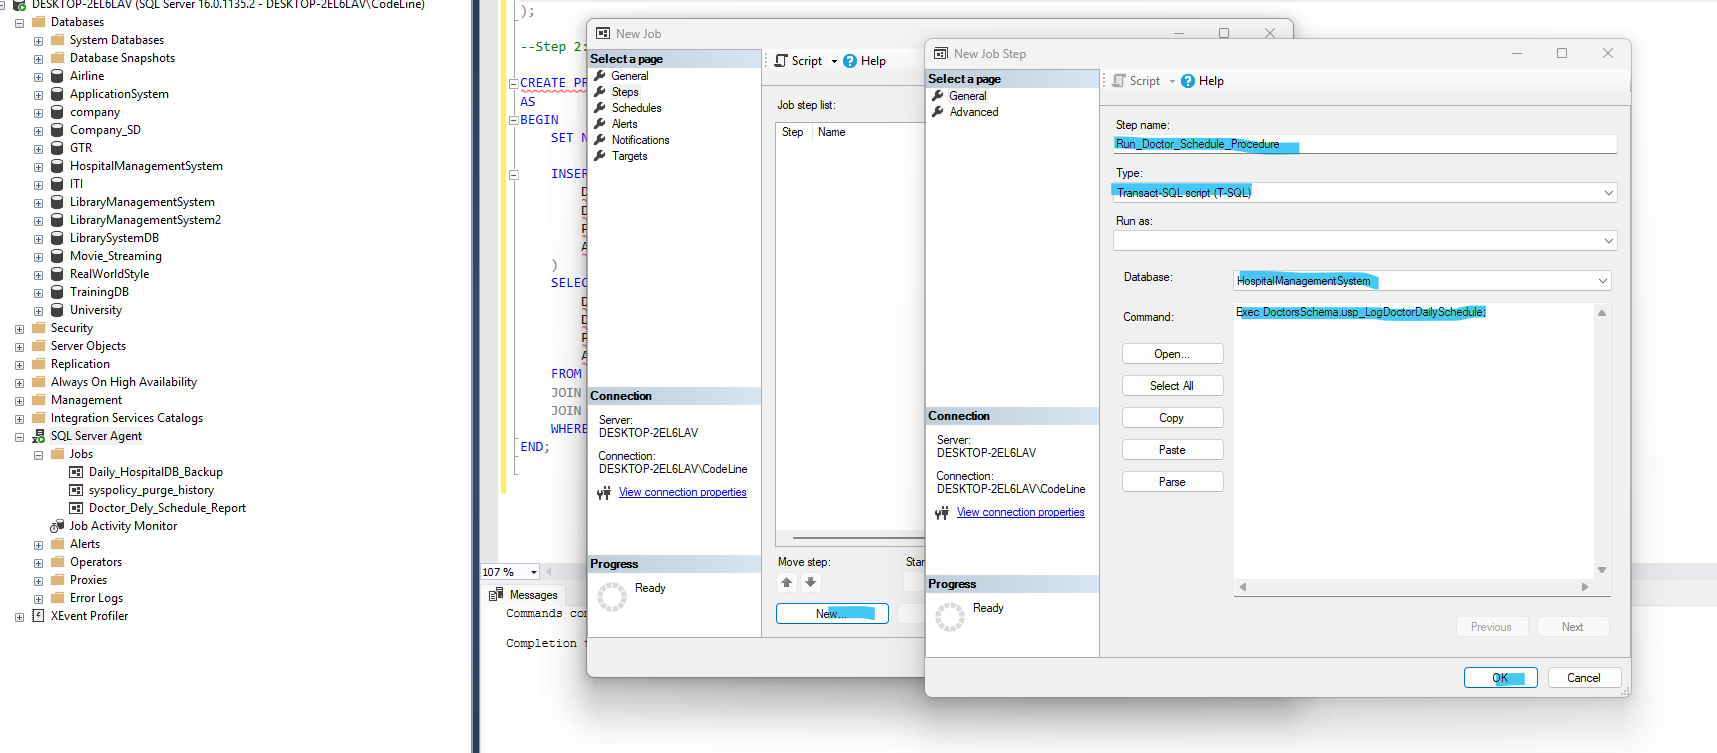 DESKTOP-2EL6LAV (SQL Server 16.0.1135.2 - DESKTOP-2EL6LAV\CodeLine)
Databases
System Databases
Database Snapshots
Airline
ApplicationSystem
company
Company_SD
GTR
HospitalManagementSystem
ITI
LibraryManagementSystem
LibraryManagementSystem2
LibrarySystemDB
Movie_Streaming
RealWorldStyle
TrainingDB
University
Security
Server Objects
Replication
Always On High Availability
Management
Integration Services Catalogs
SQL Server Agent
Jobs
Daily_HospitalDB_Backup
syspolicy_purge_history
Doctor_Dely_Schedule_Report
Job Activity Monitor
Alerts
Operators
Proxies
Error Logs
XEvent Profiler
);
--Step 2:
CREATE PR
AS
BEGIN
SET N
INSER
D
D
P
A
)
SELEC
D
D
P
A
FROM
JOIN
JOIN
WHERE
END;
107 %
Messages
Commands con
Completion t
New Job
Select a page
General
Steps
Schedules
Alerts
Notifications
Targets
Connection
Server:
DESKTOP-2EL6LAV
Connection:
DESKTOP-2EL6LAV\CodeLine
View connection properties
Progress
Ready
Script
Help
Job step list:
Step Name
Move step:
Star
New...
New Job Step
Select a page
General
Advanced
Connection
Server:
DESKTOP-2EL6LAV
Connection:
DESKTOP-2EL6LAV\CodeLine
View connection properties
Progress
Ready
Script
Help
Step name:
Run_Doctor_Schedule_Procedure
Type:
Transact-SQL script (T-SQL)
Run as:
Database:
HospitalManagementSystem
Command:
Exec DoctorsSchema.usp_LogDoctorDailySchedule;
Open...
Select All
Copy
Paste
Parse
Previous
Next
OK
Cancel